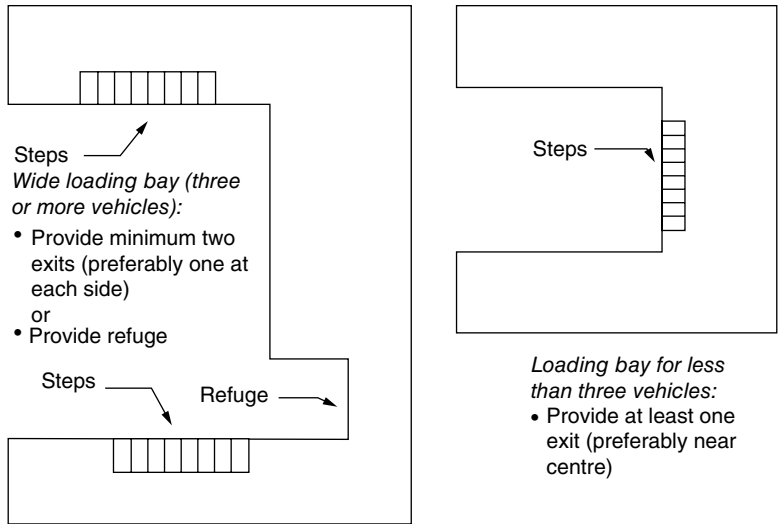 Steps
Wide loading bay (three
or more vehicles):
• Provide minimum two
exits (preferably one at
each side)
or
• Provide refuge
Steps
Refuge
Steps
Loading bay for less
than three vehicles:
• Provide at least one
exit (preferably near
centre)